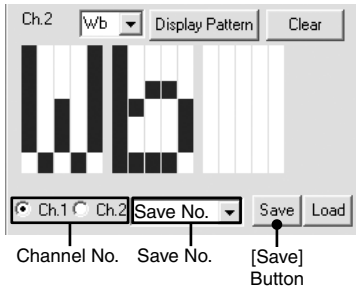 Ch.2 Wb Display Pattern Clear
Wb
Ch.1 Ch.2 Save No. Save Load
Channel No. Save No. [Save]
Button